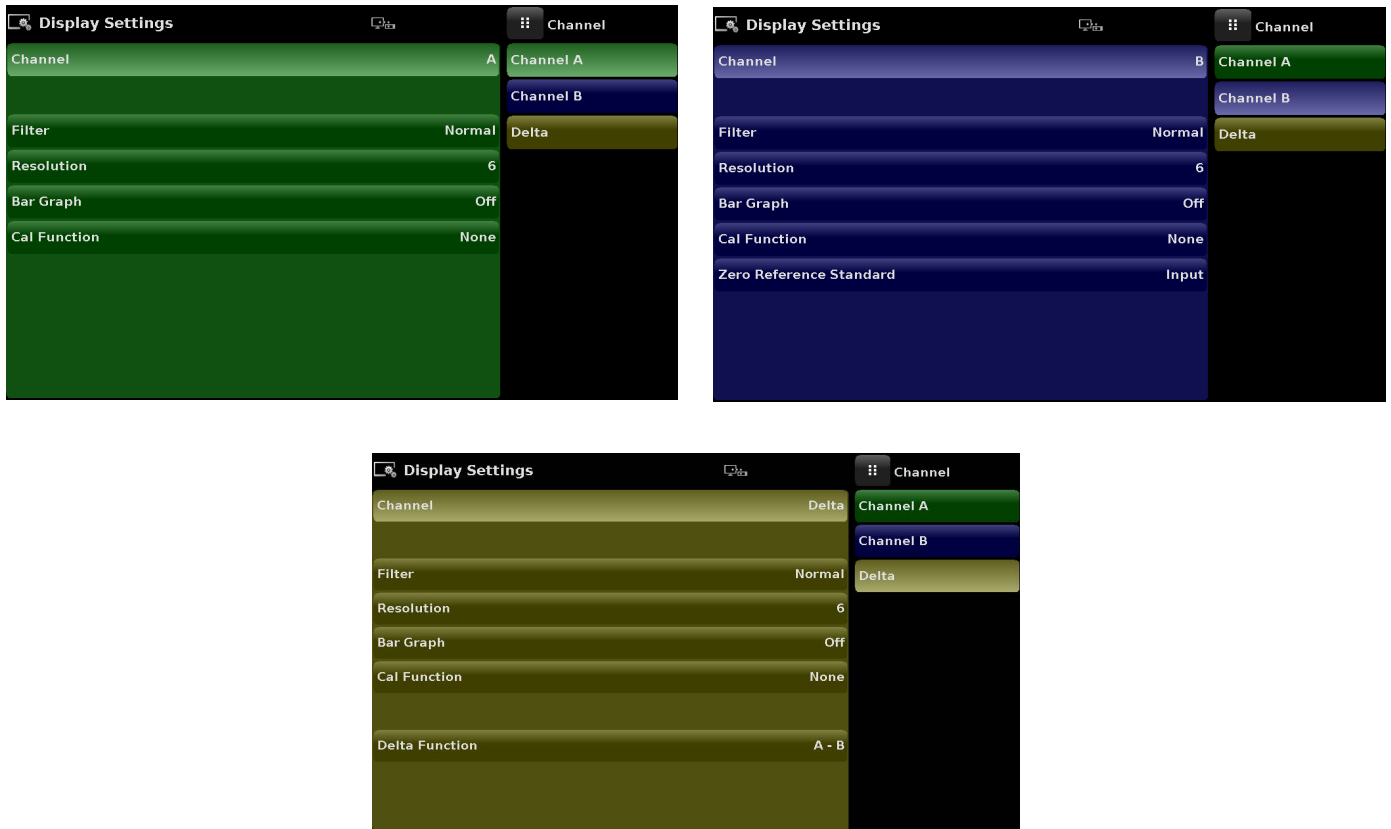 Display Settings
Channel
Channel A
Channel A
Channel B
Filter Normal
Delta
Resolution 6
Bar Graph Off
Cal Function None
Display Settings
Channel
Channel B
Channel A
Channel B
Filter Normal
Delta
Resolution 6
Bar Graph Off
Cal Function None
Zero Reference Standard Input
Display Settings
Channel
Channel Delta
Channel A
Channel B
Filter Normal
Delta
Resolution 6
Bar Graph Off
Cal Function None
Delta Function A - B